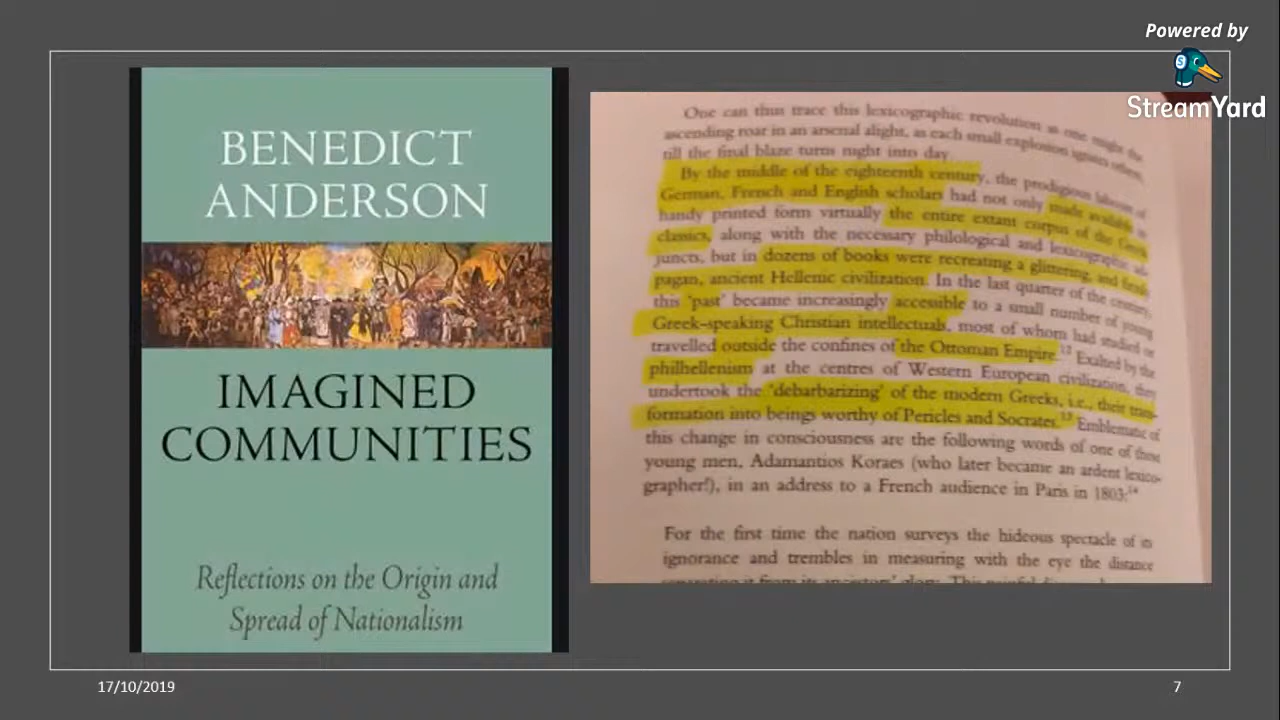 Powered by
StreamYard
BENEDICT
ANDERSON
IMAGINED
COMMUNITIES
Reflections on the Origin and
Spread of Nationalism
One can thus trace this lexicographic revolution as one might the
ascending roar in an arsenal alight, as each small explosion ignites others,
till the final blaze turns night into day.
By the middle of the eighteenth century, the prodigious labours of
German, French and English scholars had not only made available in
handy printed form virtually the entire extant corpus of the Greek
classics, along with the necessary philological and lexicographic ad-
juncts, but in dozens of books were recreating a glittering, and firmly
pagan, ancient Hellenic civilization. In the last quarter of the century,
this 'past' became increasingly accessible to a small number of young
Greek-speaking Christian intellectuals, most of whom had studied or
travelled outside the confines of the Ottoman Empire.12 Exalted by the
philhellenism at the centres of Western European civilization, they
undertook the 'debarbarizing' of the modern Greeks, i.e., their trans-
formation into beings worthy of Pericles and Socrates.13 Emblematic of
this change in consciousness are the following words of one of these
young men, Adamantios Koraes (who later became an ardent lexico-
grapher!), in an address to a French audience in Paris in 1803:14
For the first time the nation surveys the hideous spectacle of its
ignorance and trembles in measuring with the eye the distance
separating it from its ancestors' glory. This painful
17/10/2019
7